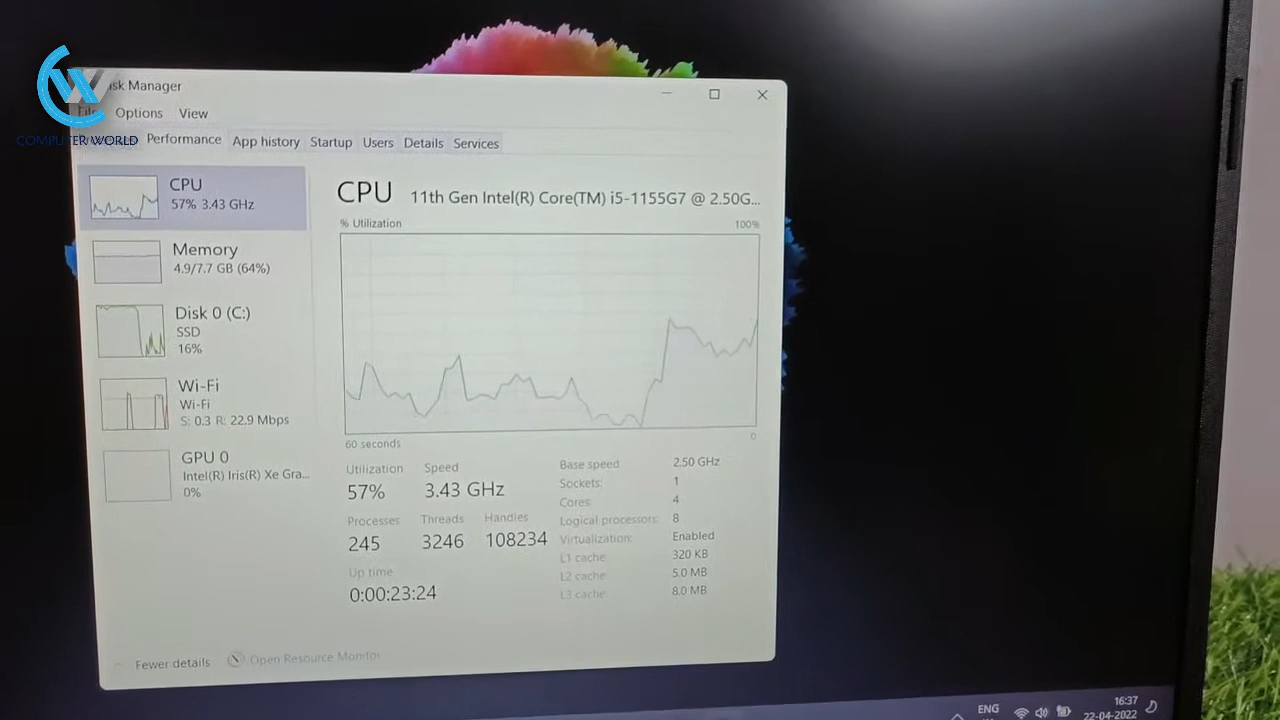 COMPUTER WORLD
sk Manager
File
Options
View
Performance
App history
Startup
Users
Details
Services
CPU
57% 3.43 GHz
Memory
4.9/7.7 GB (64%)
Disk 0 (C:)
SSD
16%
Wi-Fi
Wi-Fi
S: 0.3 R: 22.9 Mbps
GPU 0
Intel(R) Iris(R) Xe Gra...
0%
CPU
11th Gen Intel(R) Core(TM) i5-1155G7 @ 2.50G...
% Utilization
100%
60 seconds
0
Utilization
Speed
57%
3.43 GHz
Processes
Threads
Handles
245
3246
108234
Up time
0:00:23:24
Base speed
2.50 GHz
Sockets:
1
Cores:
4
Logical processors:
8
Virtualization:
Enabled
L1 cache:
320 KB
L2 cache:
5.0 MB
L3 cache:
8.0 MB
Fewer details
Open Resource Monitor
ENG
16:37
22-04-2022